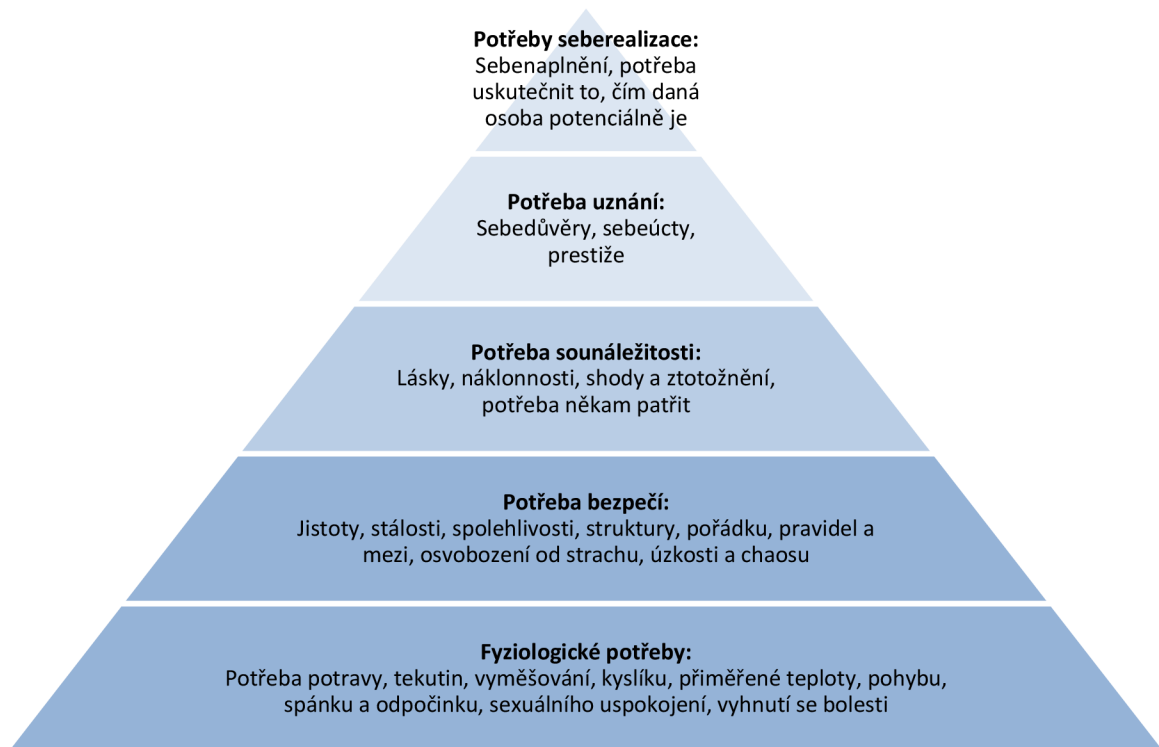 Potřeby seberealizace:
Sebenaplnění, potřeba
uskutečnit to, čím daná
osoba potenciálně je
Potřeba uznání:
Sebedůvěry, sebeúcty,
prestiže
Potřeba sounáležitosti:
Lásky, náklonnosti, shody a ztotožnění,
potřeba někam patřit
Potřeba bezpečí:
Jistoty, stálosti, spolehlivosti, struktury, pořádku, pravidel a
mezi, osvobození od strachu, úzkosti a chaosu
Fyziologické potřeby:
Potřeba potravy, tekutin, vyměšování, kyslíku, přiměřené teploty, pohybu,
spánku a odpočinku, sexuálního uspokojení, vyhnutí se bolesti